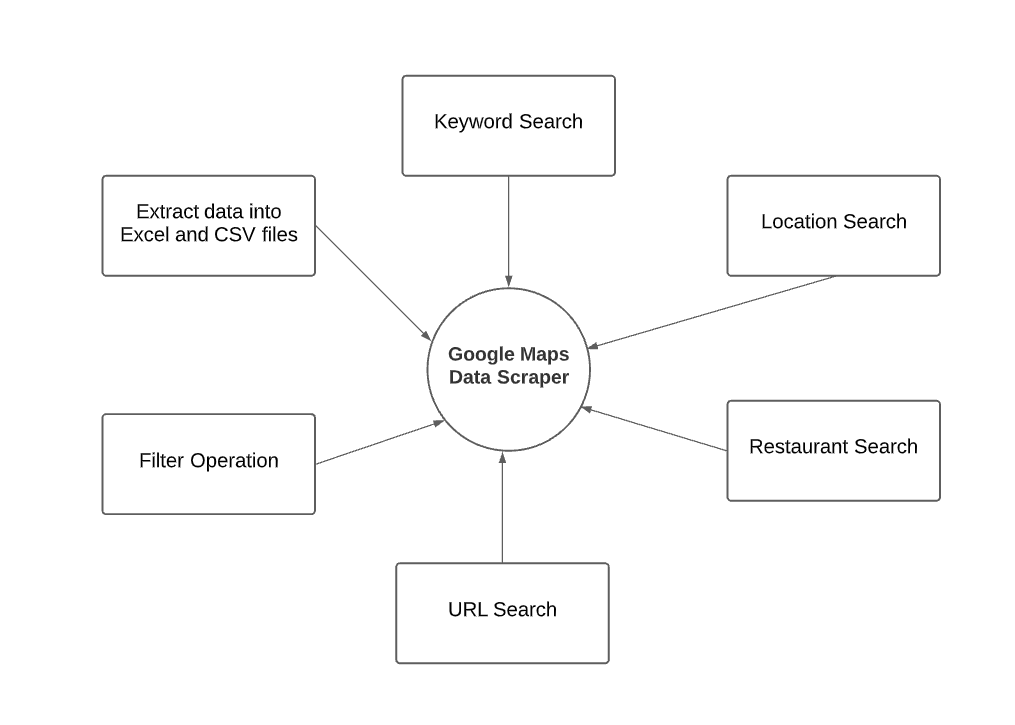 Keyword Search
Extract data into
Excel and CSV files
Location Search
Google Maps
Data Scraper
Filter Operation
Restaurant Search
URL Search